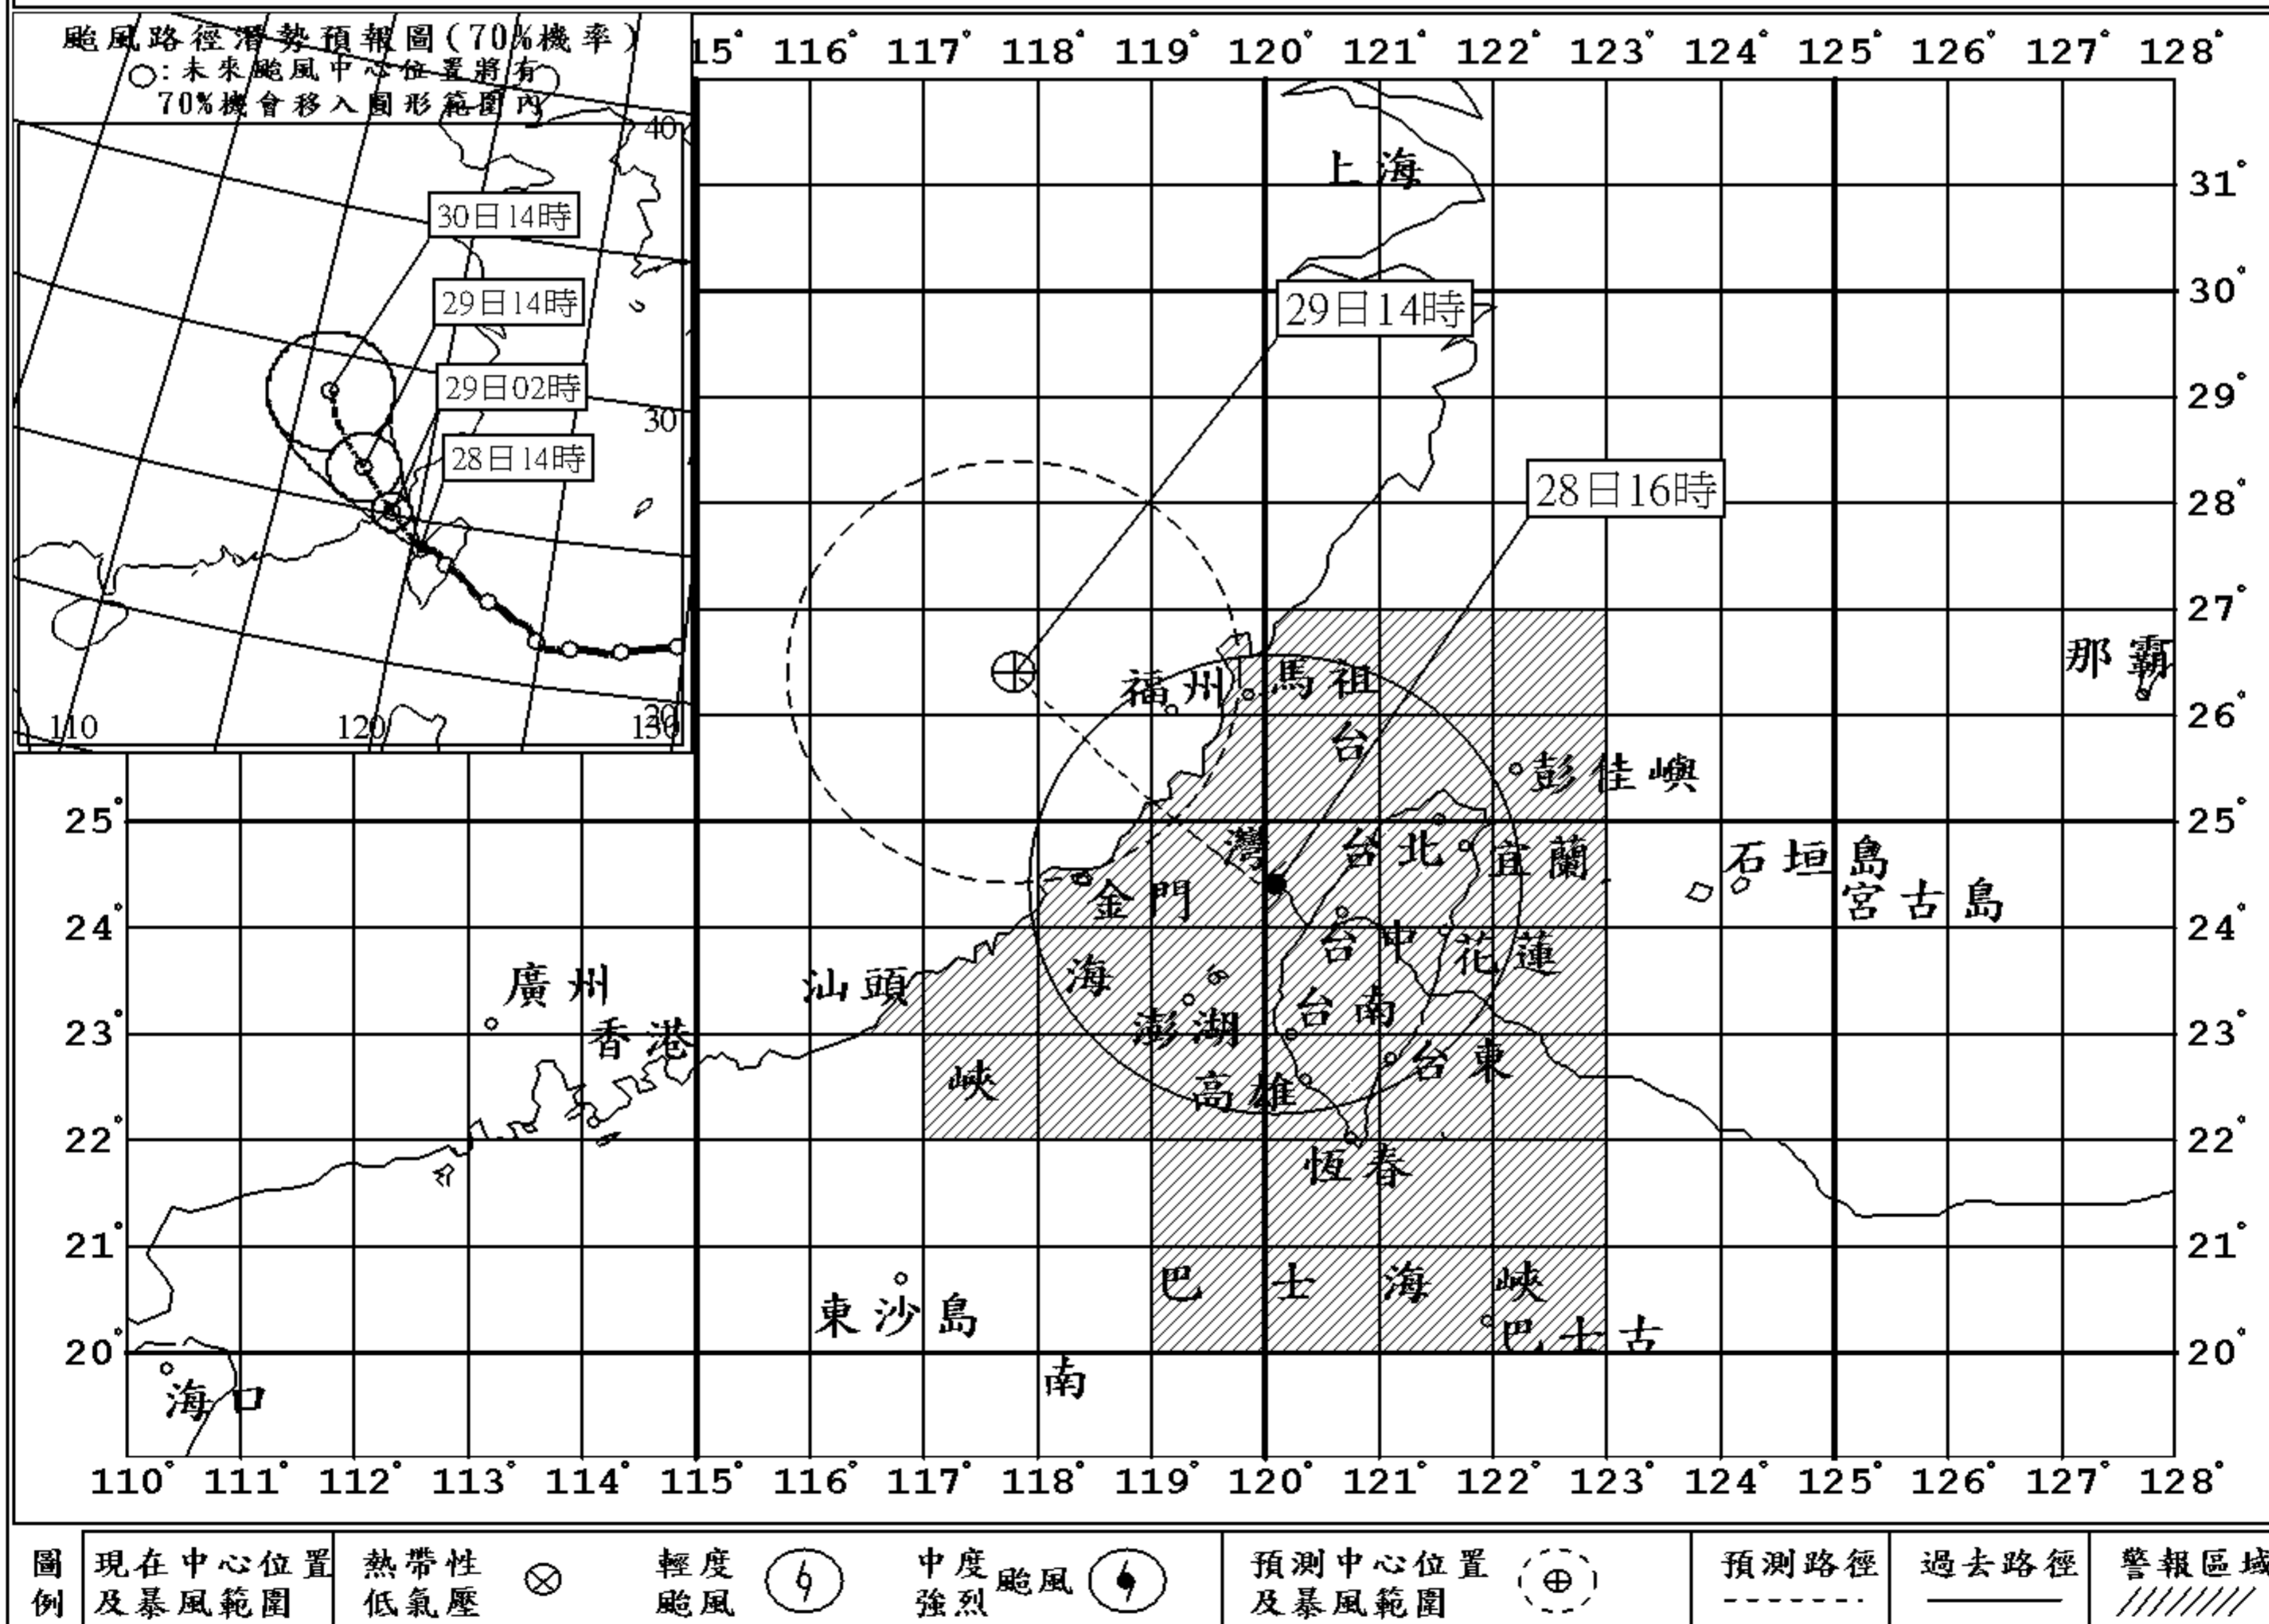 颱風路徑潛勢預報圖(70%機率)
○:未來颱風中心位置將有
70%機會移入圓形範圍內
40
30日14時
29日14時
29日02時
30
28日14時
20
110 120 130
15° 116° 117° 118° 119° 120° 121° 122° 123° 124° 125° 126° 127° 128°
上海
31°
30°
29日14時
29°
28日16時
28°
27°
那霸
福州 馬祖
26°
台
彭佳嶼
25° 25°
灣 台北 宜蘭 石垣島
金門 宮古島
24° 24°
台中 花蓮
海
廣州 汕頭
台南
23° 23°
香港 澎湖
台東
峽 高雄
22° 22°
恆春
21° 21°
巴士海峽
東沙島 巴士古
20° 20°
南
海口
110° 111° 112° 113° 114° 115° 116° 117° 118° 119° 120° 121° 122° 123° 124° 125° 126° 127° 128°
圖例
現在中心位置
及暴風範圍
熱帶性
低氣壓
輕度
颱風
中度
強烈
颱風
預測中心位置
及暴風範圍
預測路徑
過去路徑
警報區域